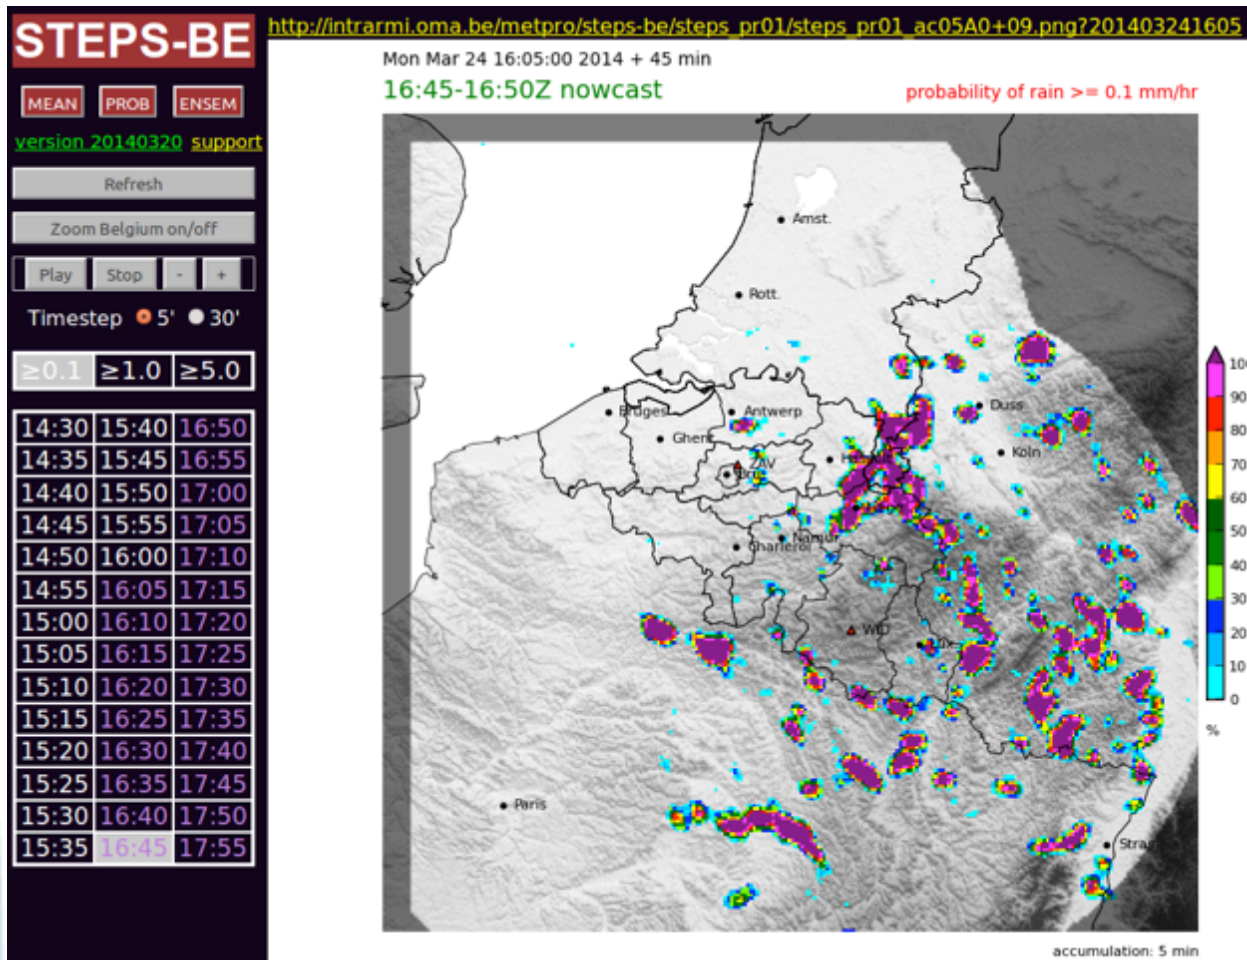 STEPS-BE
MEAN PROB ENSEM
version 20140320 support
Refresh
Zoom Belgium on/off
Play Stop - +
Timestep 5' 30'
≥0.1 ≥1.0 ≥5.0
14:30 15:40 16:50
14:35 15:45 16:55
14:40 15:50 17:00
14:45 15:55 17:05
14:50 16:00 17:10
14:55 16:05 17:15
15:00 16:10 17:20
15:05 16:15 17:25
15:10 16:20 17:30
15:15 16:25 17:35
15:20 16:30 17:40
15:25 16:35 17:45
15:30 16:40 17:50
15:35 16:45 17:55
http://intrarmi.oma.be/metpro/steps-be/steps_pr01/steps_pr01_ac05A0+09.png?201403241605
Mon Mar 24 16:05:00 2014 + 45 min
16:45-16:50Z nowcast
probability of rain >= 0.1 mm/hr
Amst.
Rott.
Bruges
Antwerp
Duss
Ghent
Koln
ZAV
Namur
Charleroi
WID
Lux
Paris
100
90
80
70
60
50
40
30
20
10
0
%
accumulation: 5 min